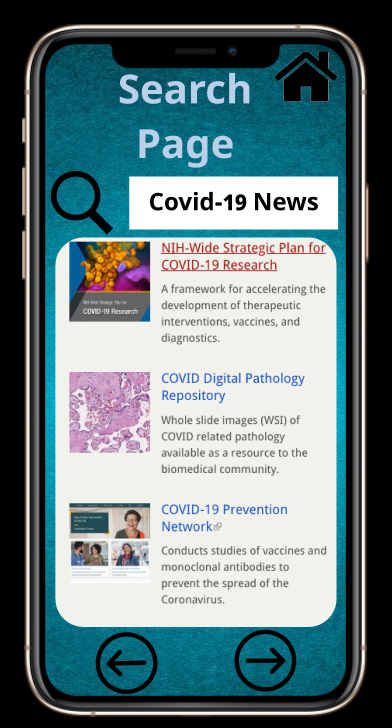 Search
Page
Covid-19 News
NIH-Wide Strategic Plan for
COVID-19 Research
NIH-Wide Strategic Plan for
COVID-19 Research
A framework for accelerating the
development of therapeutic
interventions, vaccines, and
diagnostics.
COVID Digital Pathology
Repository
Whole slide images (WSI) of
COVID related pathology
available as a resource to the
biomedical community.
COVID-19 Prevention
Network
Conducts studies of vaccines and
monoclonal antibodies to
prevent the spread of the
Coronavirus.